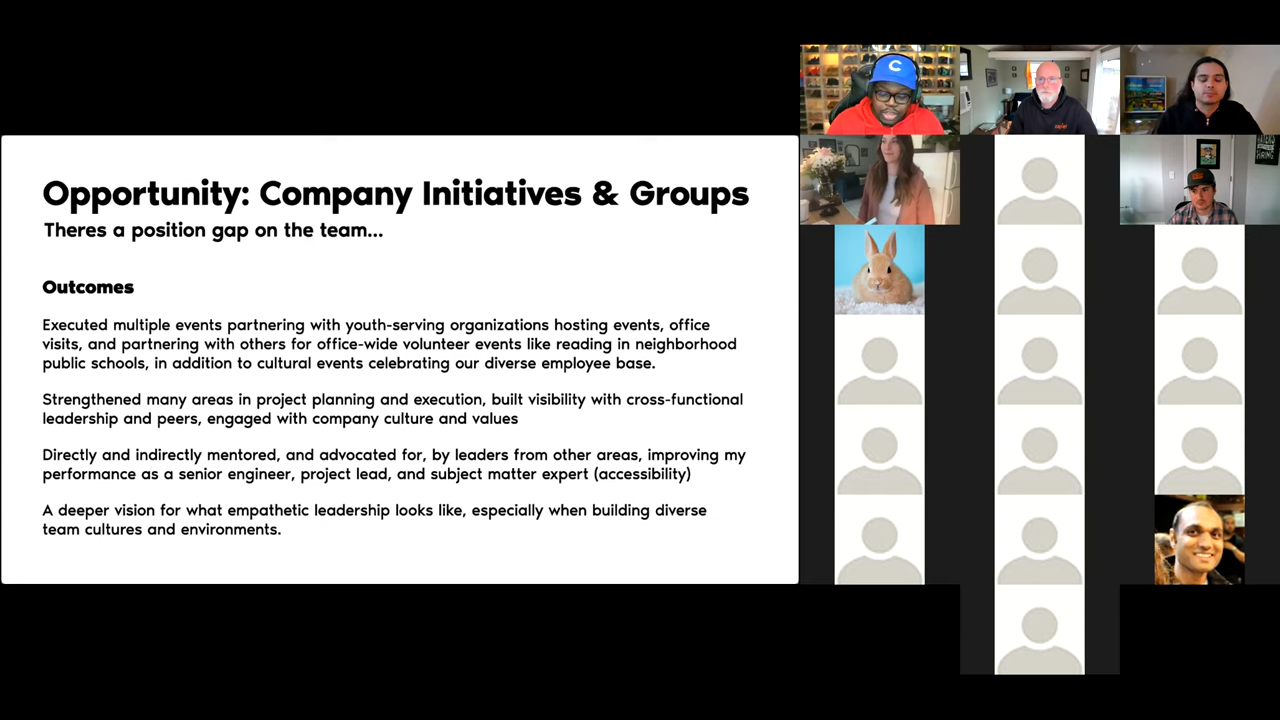 Opportunity: Company Initiatives & Groups
Theres a position gap on the team...
Outcomes
Executed multiple events partnering with youth-serving organizations hosting events, office
visits, and partnering with others for office-wide volunteer events like reading in neighborhood
public schools, in addition to cultural events celebrating our diverse employee base.
Strengthened many areas in project planning and execution, built visibility with cross-functional
leadership and peers, engaged with company culture and values
Directly and indirectly mentored, and advocated for, by leaders from other areas, improving my
performance as a senior engineer, project lead, and subject matter expert (accessibility)
A deeper vision for what empathetic leadership looks like, especially when building diverse
team cultures and environments.
C